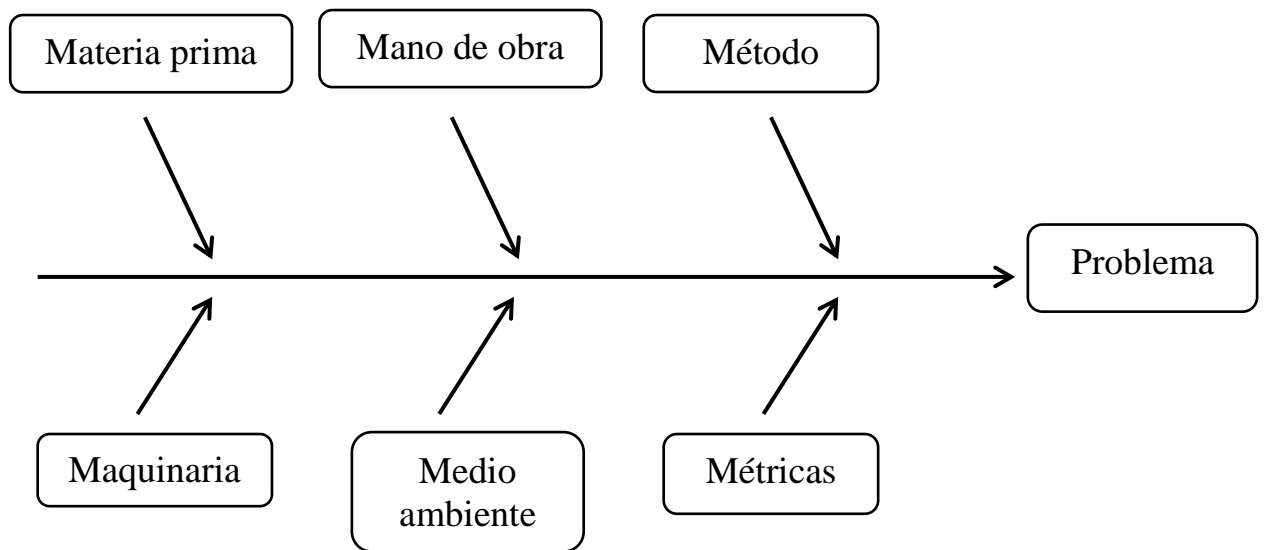 Materia prima
Mano de obra
Método
Problema
Maquinaria
Medio
ambiente
Métricas